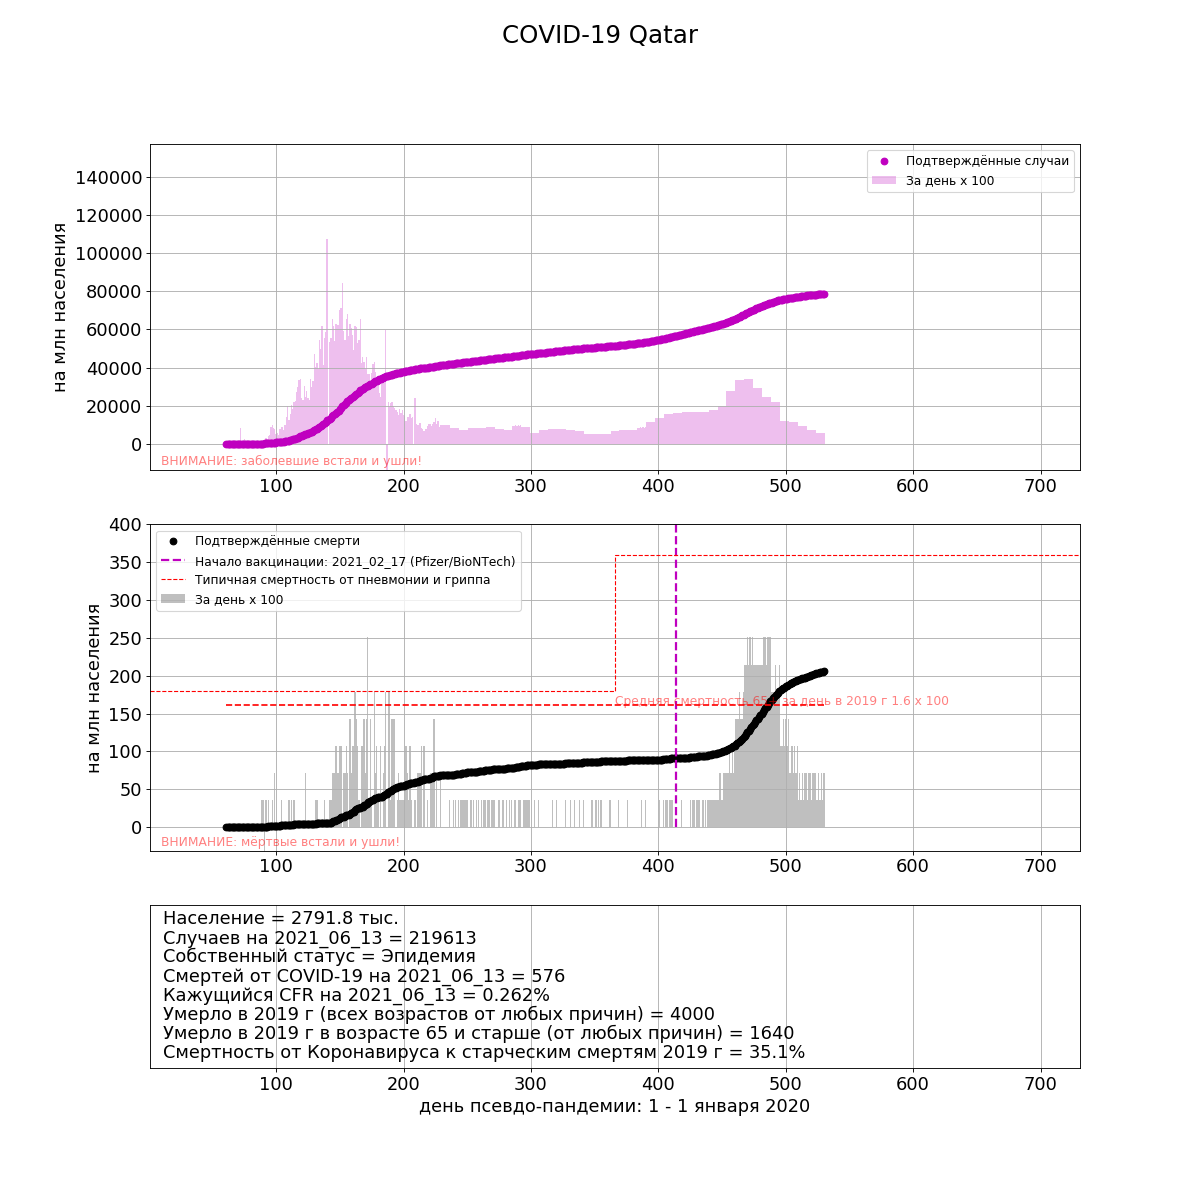 COVID-19 Qatar
140000
120000
100000
80000
60000
40000
20000
0
на млн населения
Подтверждённые случаи
За день x 100
ВНИМАНИЕ: заболевшие встали и ушли!
100 200 300 400 500 600 700
400
350
300
250
200
150
100
50
0
на млн населения
Подтверждённые смерти
Начало вакцинации: 2021_02_17 (Pfizer/BioNTech)
Типичная смертность от пневмонии и гриппа
За день x 100
Средняя смертность 65+ за день в 2019 г 1.6 x 100
ВНИМАНИЕ: мёртвые встали и ушли!
100 200 300 400 500 600 700
Население = 2791.8 тыс.
Случаев на 2021_06_13 = 219613
Собственный статус = Эпидемия
Смертей от COVID-19 на 2021_06_13 = 576
Кажущийся CFR на 2021_06_13 = 0.262%
Умерло в 2019 г (всех возрастов от любых причин) = 4000
Умерло в 2019 г в возрасте 65 и старше (от любых причин) = 1640
Смертность от Коронавируса к старческим смертям 2019 г = 35.1%
100 200 300 400 500 600 700
день псевдо-пандемии: 1 - 1 января 2020